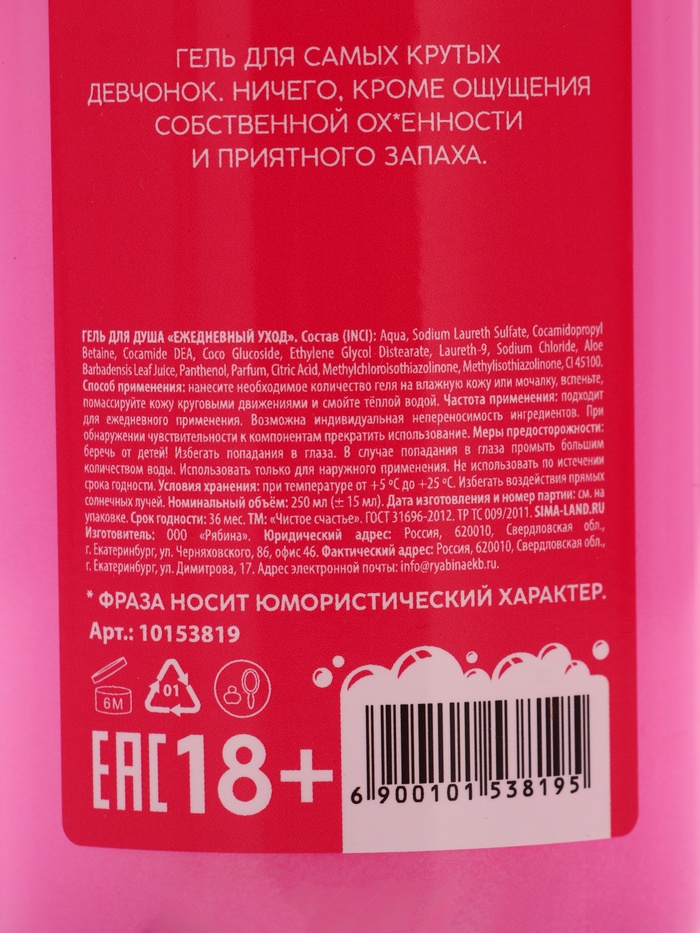 ГЕЛЬ ДЛЯ САМЫХ КРУТЫХ
ДЕВЧОНОК. НИЧЕГО, КРОМЕ ОЩУЩЕНИЯ
СОБСТВЕННОЙ ОХ*ЕННОСТИ
И ПРИЯТНОГО ЗАПАХА.
ГЕЛЬ ДЛЯ ДУША «ЕЖЕДНЕВНЫЙ УХОД». Состав (INCI): Aqua, Sodium Laureth Sulfate, Cocamidopropyl
Betaine, Cocamide DEA, Coco Glucoside, Ethylene Glycol Distearate, Laureth-9, Sodium Chloride, Aloe
Barbadensis Leaf Juice, Panthenol, Parfum, Citric Acid, Methylchloroisothiazolinone, Methylisothiazolinone, CI 45100.
Способ применения: нанесите необходимое количество геля на влажную кожу или мочалку, вспеньте,
помассируйте кожу круговыми движениями и смойте тёплой водой. Частота применения: подходит
для ежедневного применения. Возможна индивидуальная непереносимость ингредиентов. При
обнаружении чувствительности к компонентам прекратить использование. Меры предосторожности:
беречь от детей! Избегать попадания в глаза. В случае попадания в глаза промыть большим
количеством воды. Использовать только для наружного применения. Не использовать по истечении
срока годности. Условия хранения: при температуре от +5 °C до +25 °C. Избегать воздействия прямых
солнечных лучей. Номинальный объём: 250 мл (± 15 мл). Дата изготовления и номер партии: см. на
упаковке. Срок годности: 36 мес. ТМ: «Чистое счастье». ГОСТ 31696-2012. ТР ТС 009/2011. SIMA-LAND.RU
Изготовитель: ООО «Рябина». Юридический адрес: Россия, 620010, Свердловская обл.,
г. Екатеринбург, ул. Черняховского, 86, офис 46. Фактический адрес: Россия, 620010, Свердловская обл.,
г. Екатеринбург, ул. Димитрова, 17. Адрес электронной почты: info@ryabinaekb.ru.
* ФРАЗА НОСИТ ЮМОРИСТИЧЕСКИЙ ХАРАКТЕР.
Арт.: 10153819
6М
01
ЕАС 18+
6 900101 538195